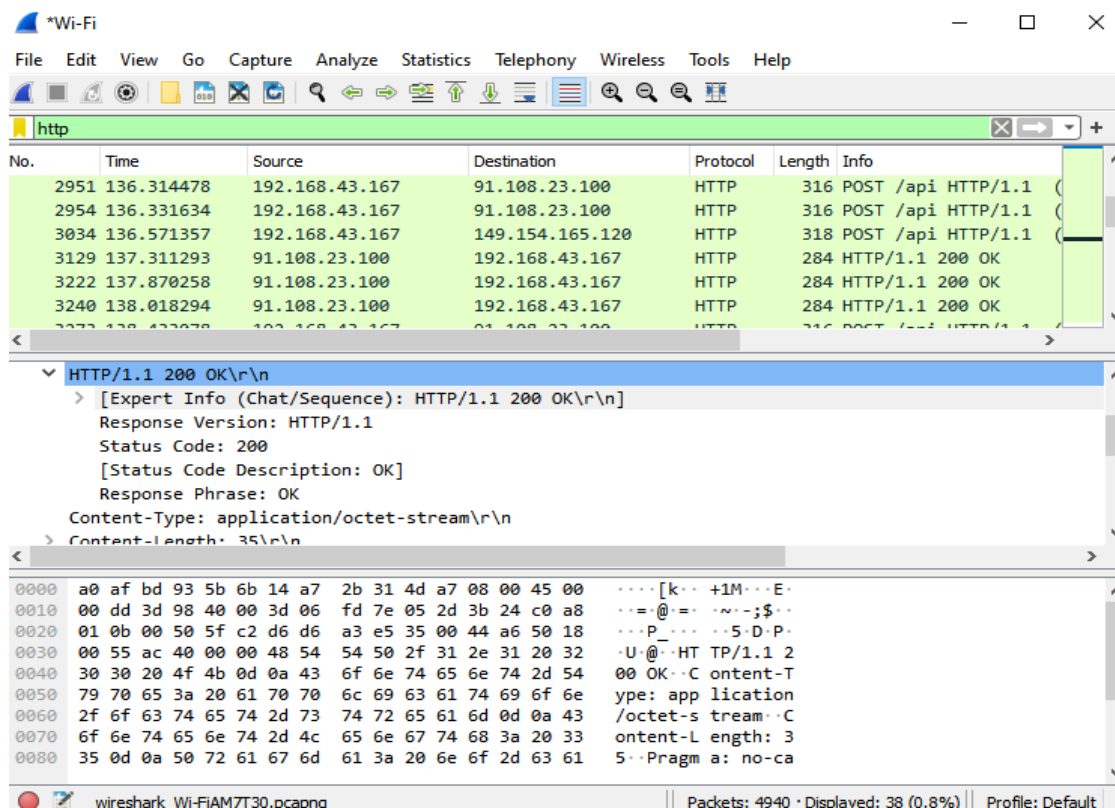 *Wi-Fi
File Edit View Go Capture Analyze Statistics Telephony Wireless Tools Help
http
No. Time Source Destination Protocol Length Info
2951 136.314478 192.168.43.167 91.108.23.100 HTTP 316 POST /api HTTP/1.1 (
2954 136.331634 192.168.43.167 91.108.23.100 HTTP 316 POST /api HTTP/1.1 (
3034 136.571357 192.168.43.167 149.154.165.120 HTTP 318 POST /api HTTP/1.1 (
3129 137.311293 91.108.23.100 192.168.43.167 HTTP 284 HTTP/1.1 200 OK
3222 137.870258 91.108.23.100 192.168.43.167 HTTP 284 HTTP/1.1 200 OK
3240 138.018294 91.108.23.100 192.168.43.167 HTTP 284 HTTP/1.1 200 OK
HTTP/1.1 200 OK\r\n
[Expert Info (Chat/Sequence): HTTP/1.1 200 OK\r\n]
Response Version: HTTP/1.1
Status Code: 200
[Status Code Description: OK]
Response Phrase: OK
Content-Type: application/octet-stream\r\n
Content-Length: 35\r\n
0000 a0 af bd 93 5b 6b 14 a7 2b 31 4d a7 08 00 45 00 ····[k·· +1M···E·
0010 00 dd 3d 98 40 00 3d 06 fd 7e 05 2d 3b 24 c0 a8 ··=·@·=· ·~·-;$··
0020 01 0b 00 50 5f c2 d6 d6 a3 e5 35 00 44 a6 50 18 ···P_··· ··5·D·P·
0030 00 55 ac 40 00 00 48 54 54 50 2f 31 2e 31 20 32 ·U·@··HT TP/1.1 2
0040 30 30 20 4f 4b 0d 0a 43 6f 6e 74 65 6e 74 2d 54 00 OK··C ontent-T
0050 79 70 65 3a 20 61 70 70 6c 69 63 61 74 69 6f 6e ype: app lication
0060 2f 6f 63 74 65 74 2d 73 74 72 65 61 6d 0d 0a 43 /octet-s tream··C
0070 6f 6e 74 65 6e 74 2d 4c 65 6e 67 74 68 3a 20 33 ontent-L ength: 3
0080 35 0d 0a 50 72 61 67 6d 61 3a 20 6e 6f 2d 63 61 5··Pragm a: no-ca
wireshark_Wi-FiAM7T30.pcapng Packets: 4940 · Displayed: 38 (0.8%) Profile: Default